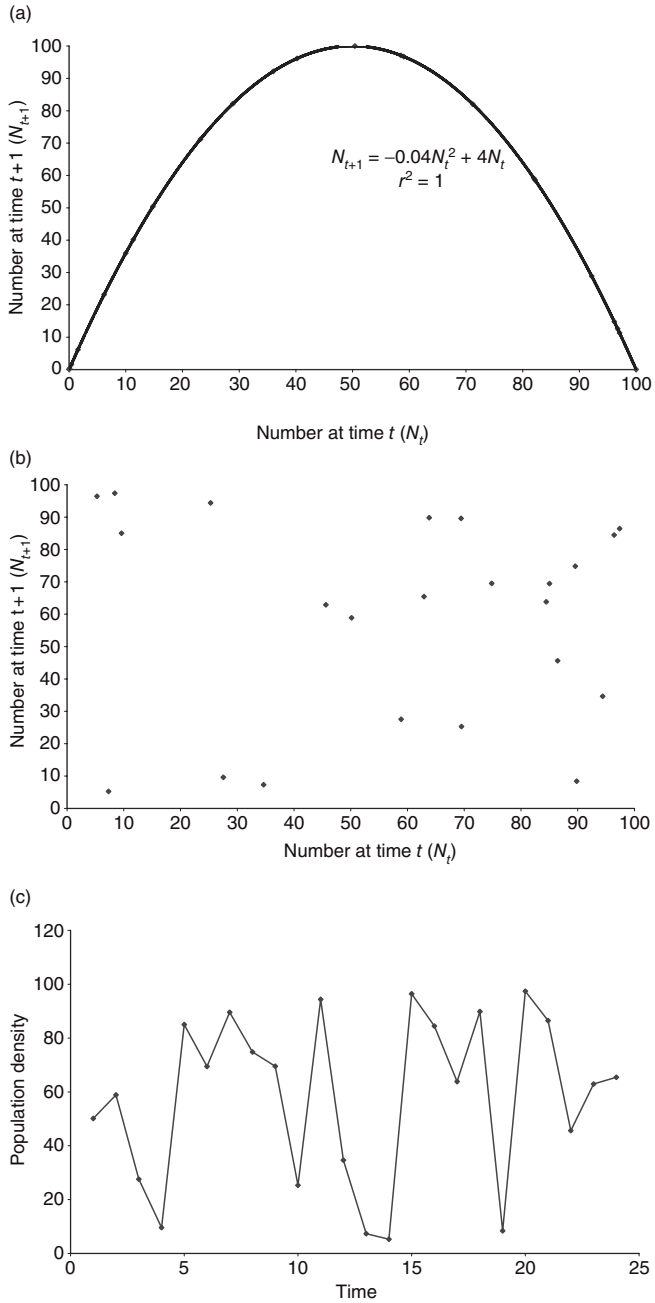 (a)
100
90
80
70
60
50
40
30
20
10
0
Number at time t + 1 (Nt+1)
Nt+1 = −0.04Nt² + 4Nt
r² = 1
0 10 20 30 40 50 60 70 80 90 100
Number at time t (Nt)
(b)
100
90
80
70
60
50
40
30
20
10
0
Number at time t + 1 (Nt+1)
0 10 20 30 40 50 60 70 80 90 100
Number at time t (Nt)
(c)
120
100
80
60
40
20
0
Population density
0 5 10 15 20 25
Time